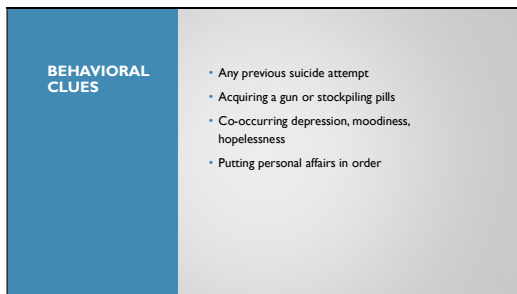 BEHAVIORAL
CLUES
• Any previous suicide attempt
• Acquiring a gun or stockpiling pills
• Co-occurring depression, moodiness,
hopelessness
• Putting personal affairs in order